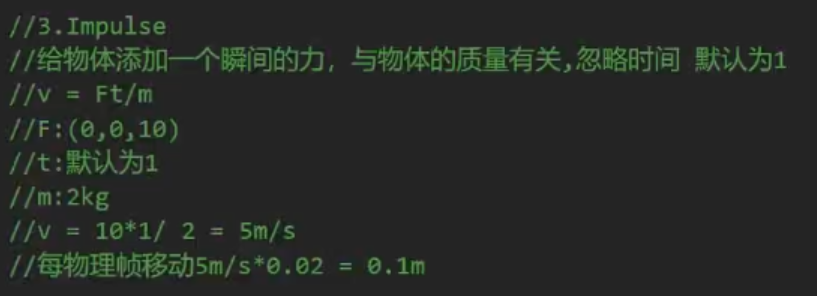 //3.Impulse
//给物体添加一个瞬间的力，与物体的质量有关,忽略时间 默认为1
//v = Ft/m
//F:(0,0,10)
//t:默认为1
//m:2kg
//v = 10*1/ 2 = 5m/s
//每物理帧移动5m/s*0.02 = 0.1m